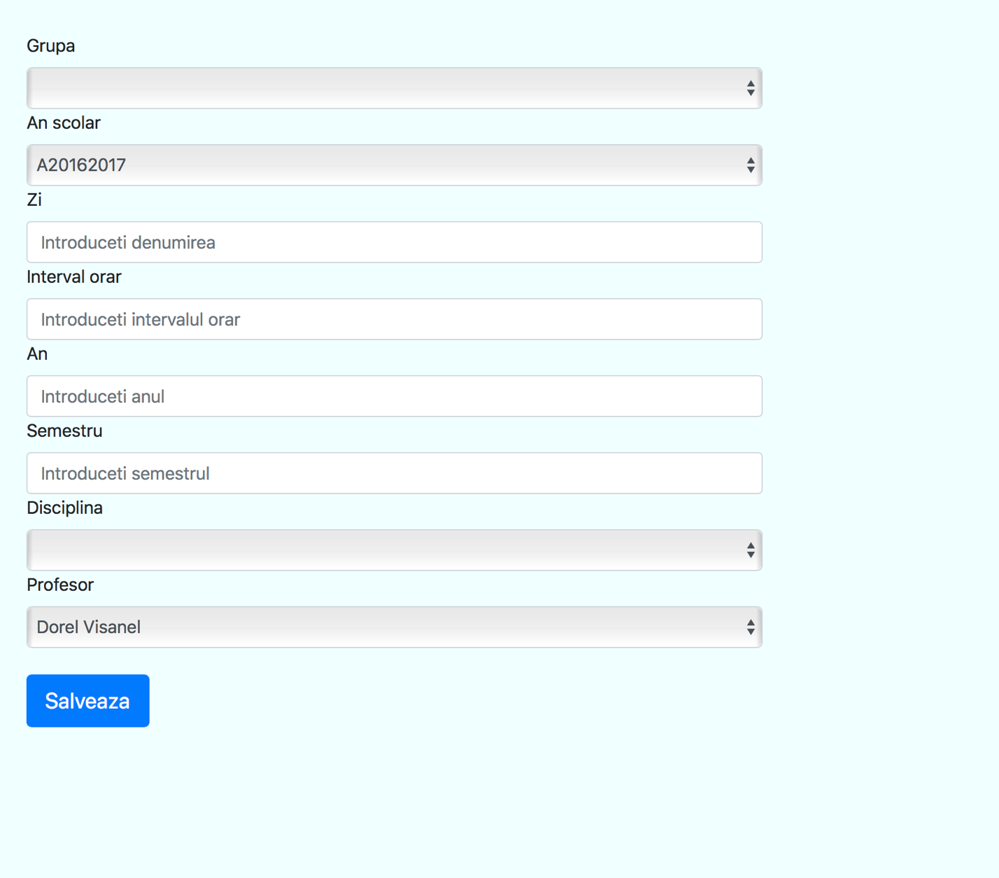 Grupa
An scolar
A20162017
Zi
Introduceti denumirea
Interval orar
Introduceti intervalul orar
An
Introduceti anul
Semestru
Introduceti semestrul
Disciplina
Profesor
Dorel Visanel
Salveaza